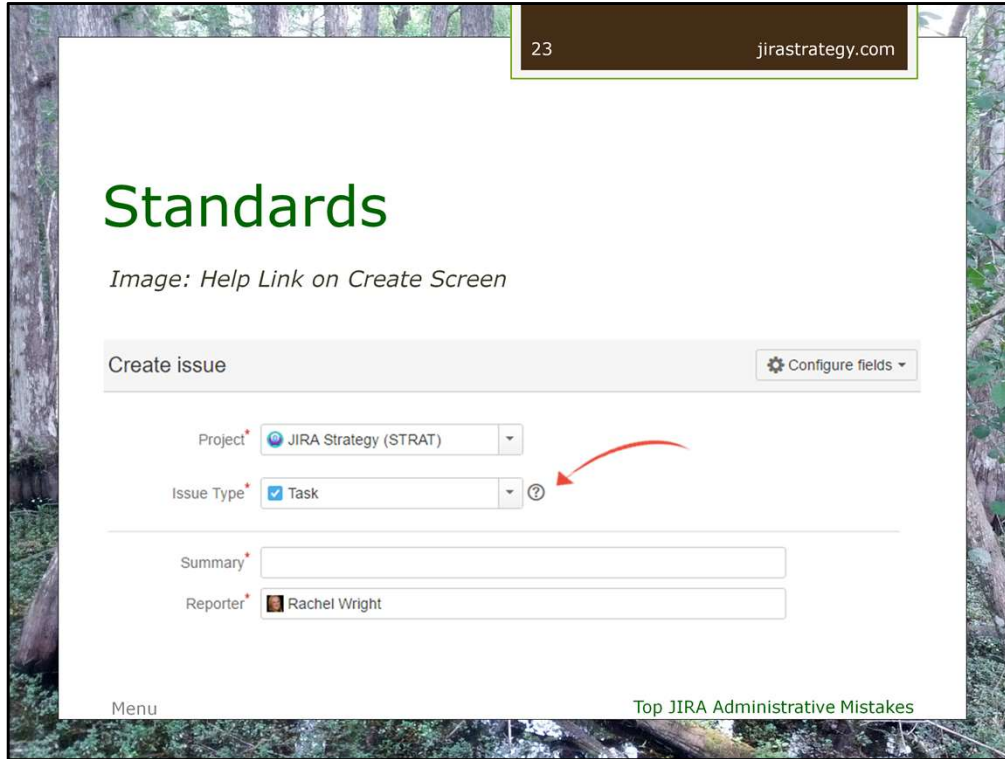 23 jirastrategy.com
Standards
Image: Help Link on Create Screen
Create issue Configure fields
Project* JIRA Strategy (STRAT)
Issue Type* Task ?
Summary*
Reporter* Rachel Wright
Menu Top JIRA Administrative Mistakes